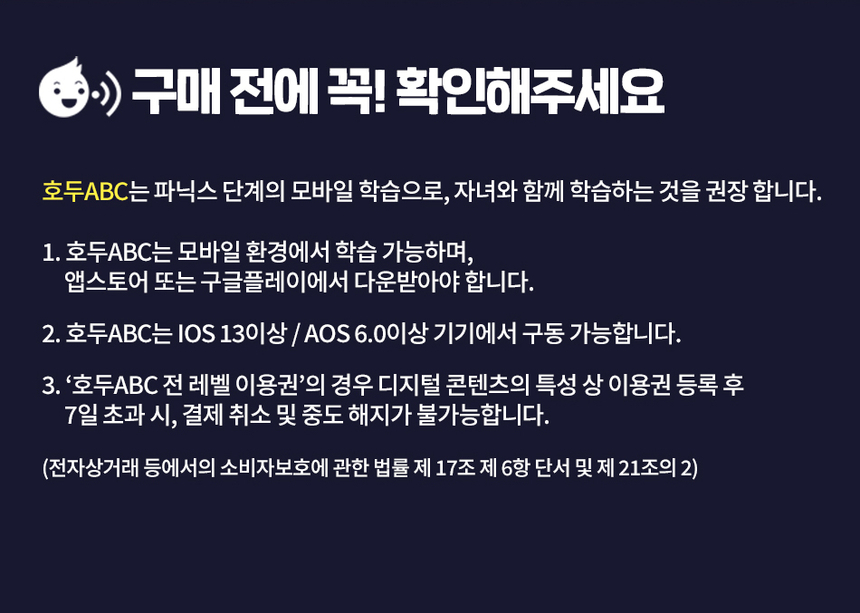 구매 전에 꼭! 확인해주세요
호두ABC는 파닉스 단계의 모바일 학습으로, 자녀와 함께 학습하는 것을 권장 합니다.
1. 호두ABC는 모바일 환경에서 학습 가능하며,
앱스토어 또는 구글플레이에서 다운받아야 합니다.
2. 호두ABC는 IOS 13이상 / AOS 6.0이상 기기에서 구동 가능합니다.
3. ‘호두ABC 전 레벨 이용권’의 경우 디지털 콘텐츠의 특성 상 이용권 등록 후
7일 초과 시, 결제 취소 및 중도 해지가 불가능합니다.
(전자상거래 등에서의 소비자보호에 관한 법률 제 17조 제 6항 단서 및 제 21조의 2)